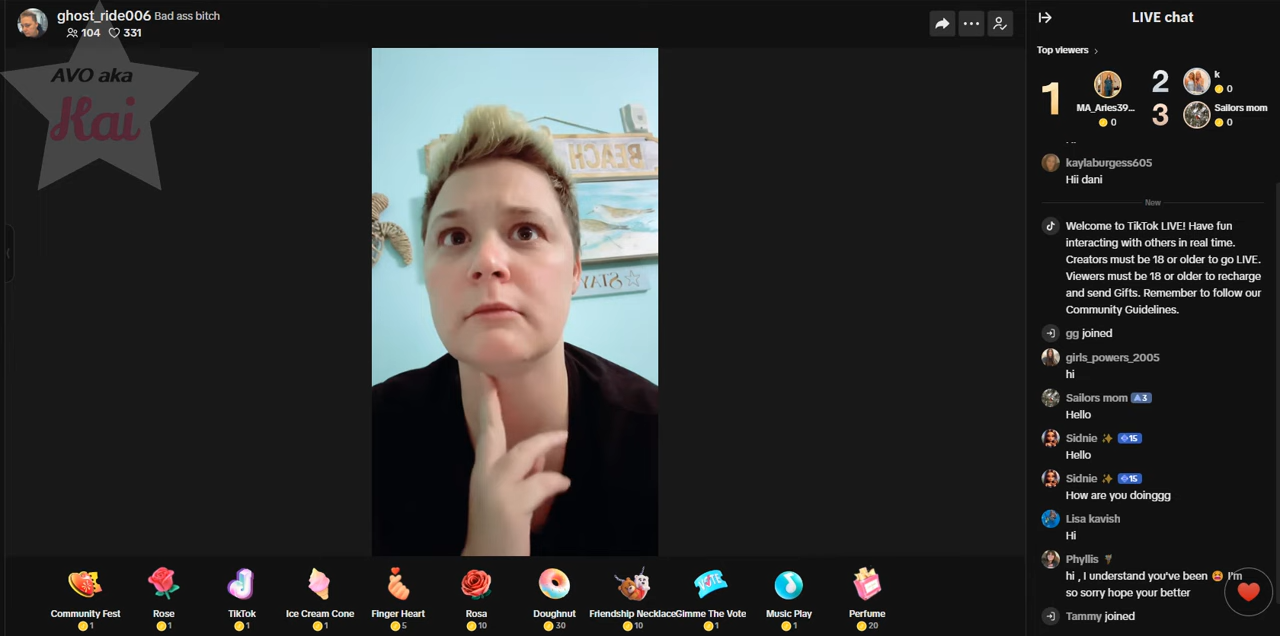 ghost_ride006 Bad ass bitch
104 331
AVO aka
Kai
BEACH
STAY
Community Fest
1
Rose
1
TikTok
1
Ice Cream Cone
1
Finger Heart
5
Rosa
10
Doughnut
30
Friendship Necklace
10
VOTE
Gimme The Vote
1
Music Play
1
Perfume
20
LIVE chat
Top viewers
1
MA_Aries39...
0
2
k
0
3
Sailors mom
0
kaylaburgess605
Hii dani
New
Welcome to TikTok LIVE! Have fun
interacting with others in real time.
Creators must be 18 or older to go LIVE.
Viewers must be 18 or older to recharge
and send Gifts. Remember to follow our
Community Guidelines.
gg joined
girls_powers_2005
hi
Sailors mom 3
Hello
Sidnie ✨ 15
Hello
Sidnie ✨ 15
How are you doinggg
Lisa kavish
Hi
Phyllis
hi , I understand you've been 🤒 I'm
so sorry hope your better
Tammy joined